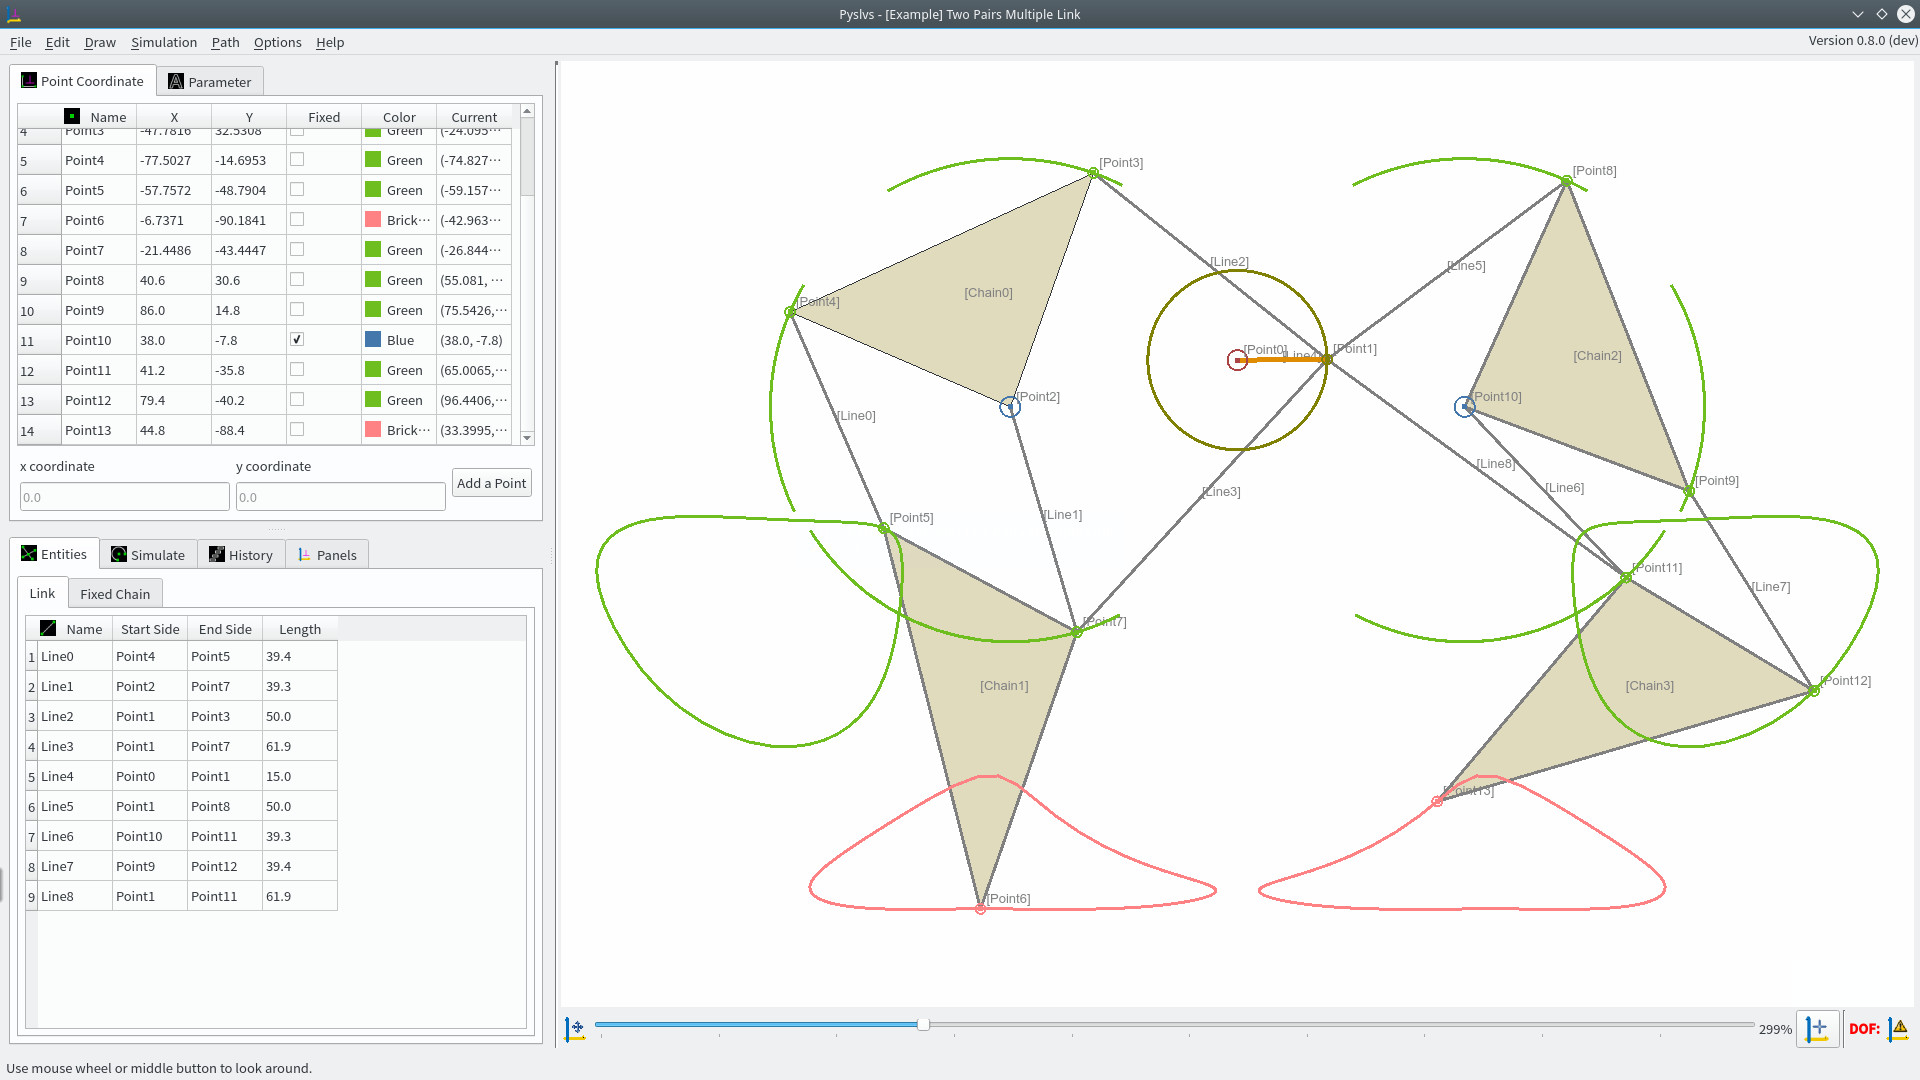 Pyslvs - [Example] Two Pairs Multiple Link
File Edit Draw Simulation Path Options Help
Version 0.8.0 (dev)
Point Coordinate
Parameter
Name X Y Fixed Color Current
4 Point3 -47.7816 32.5308 Green (-24.095···
5 Point4 -77.5027 -14.6953 Green (-74.827···
6 Point5 -57.7572 -48.7904 Green (-59.157···
7 Point6 -6.7371 -90.1841 Brick··· (-42.963···
8 Point7 -21.4486 -43.4447 Green (-26.844···
9 Point8 40.6 30.6 Green (55.081, ···
10 Point9 86.0 14.8 Green (75.5426,···
11 Point10 38.0 -7.8 Blue (38.0, -7.8)
12 Point11 41.2 -35.8 Green (65.0065,···
13 Point12 79.4 -40.2 Green (96.4406,···
14 Point13 44.8 -88.4 Brick··· (33.3995,···
x coordinate
y coordinate
0.0
0.0
Add a Point
Entities
Simulate
History
Panels
Link
Fixed Chain
Name Start Side End Side Length
1 Line0 Point4 Point5 39.4
2 Line1 Point2 Point7 39.3
3 Line2 Point1 Point3 50.0
4 Line3 Point1 Point7 61.9
5 Line4 Point0 Point1 15.0
6 Line5 Point1 Point8 50.0
7 Line6 Point10 Point11 39.3
8 Line7 Point9 Point12 39.4
9 Line8 Point1 Point11 61.9
[Point3]
[Point8]
[Line2]
[Line5]
[Chain0]
[Point4]
[Point0]
[Line4]
[Point1]
[Chain2]
[Point2]
[Point10]
[Line0]
[Line8]
[Point9]
[Line6]
[Line3]
[Point5]
[Line1]
[Point11]
[Line7]
[Point7]
[Chain1]
[Chain3]
[Point12]
[Point13]
[Point6]
299%
DOF:
Use mouse wheel or middle button to look around.